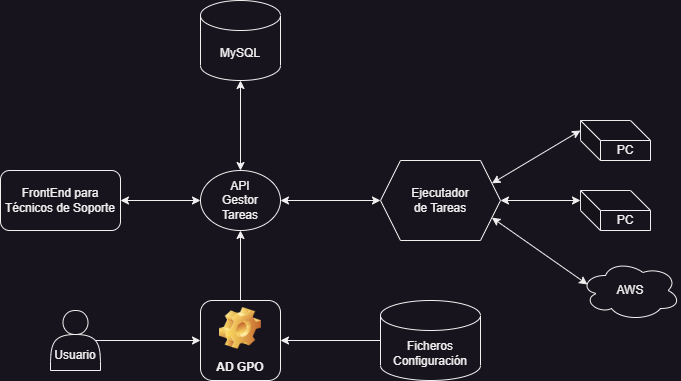 MySQL
FrontEnd para
Técnicos de Soporte
API
Gestor
Tareas
Ejecutador
de Tareas
PC
PC
AWS
Usuario
AD GPO
Ficheros
Configuración